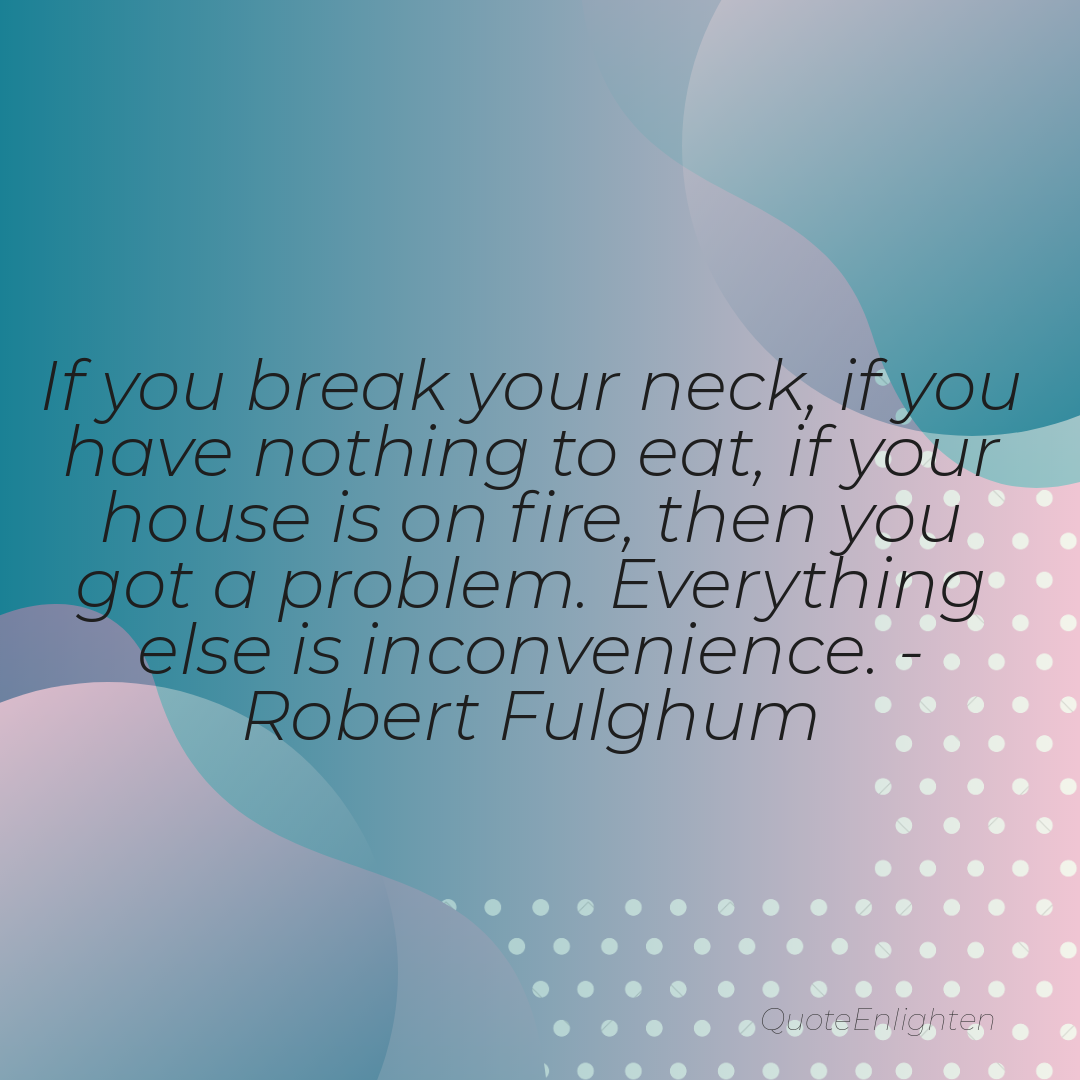 If you break your neck, if you
have nothing to eat, if your
house is on fire, then you
got a problem. Everything
else is inconvenience. -
Robert Fulghum
QuoteEnlighten